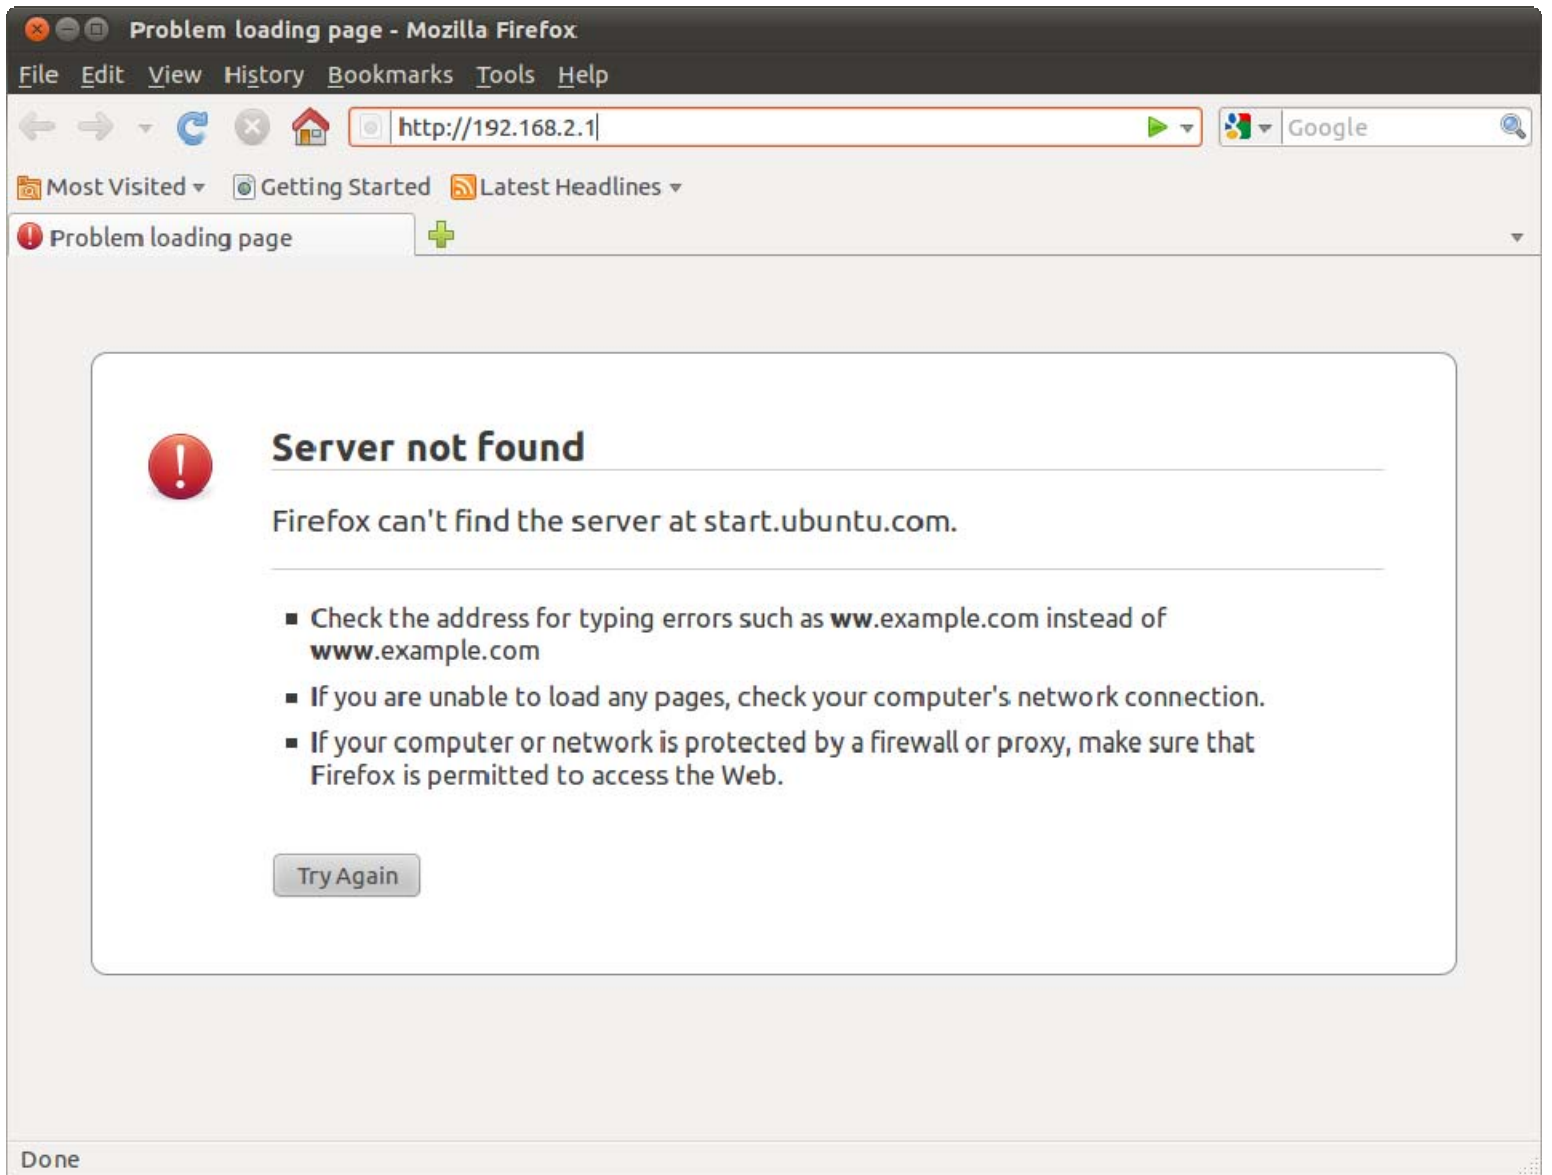 Problem loading page - Mozilla Firefox
File Edit View History Bookmarks Tools Help
http://192.168.2.1 Google
Most Visited Getting Started Latest Headlines
Problem loading page
Server not found
Firefox can't find the server at start.ubuntu.com.
Check the address for typing errors such as ww.example.com instead of
www.example.com
If you are unable to load any pages, check your computer's network connection.
If your computer or network is protected by a firewall or proxy, make sure that
Firefox is permitted to access the Web.
Try Again
Done